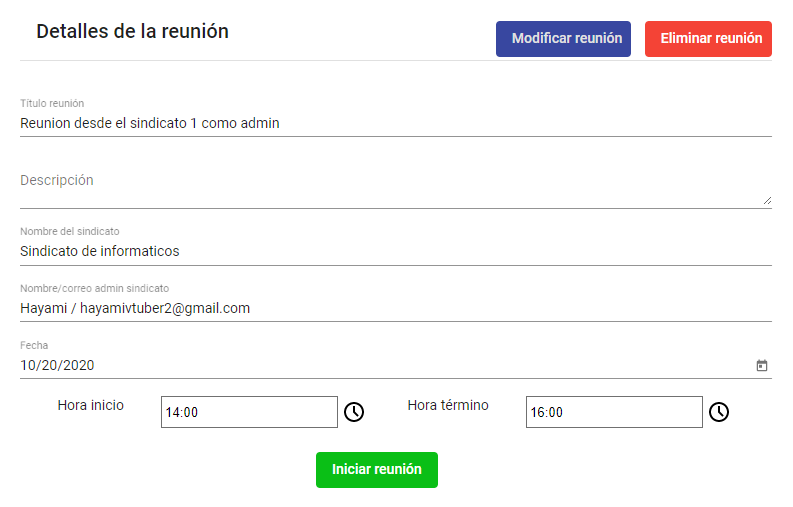 Detalles de la reunión
Modificar reunión
Eliminar reunión
Título reunión
Reunion desde el sindicato 1 como admin
Descripción
Nombre del sindicato
Sindicato de informaticos
Nombre/correo admin sindicato
Hayami / hayamivtuber2@gmail.com
Fecha
10/20/2020
Hora inicio
14:00
Hora término
16:00
Iniciar reunión